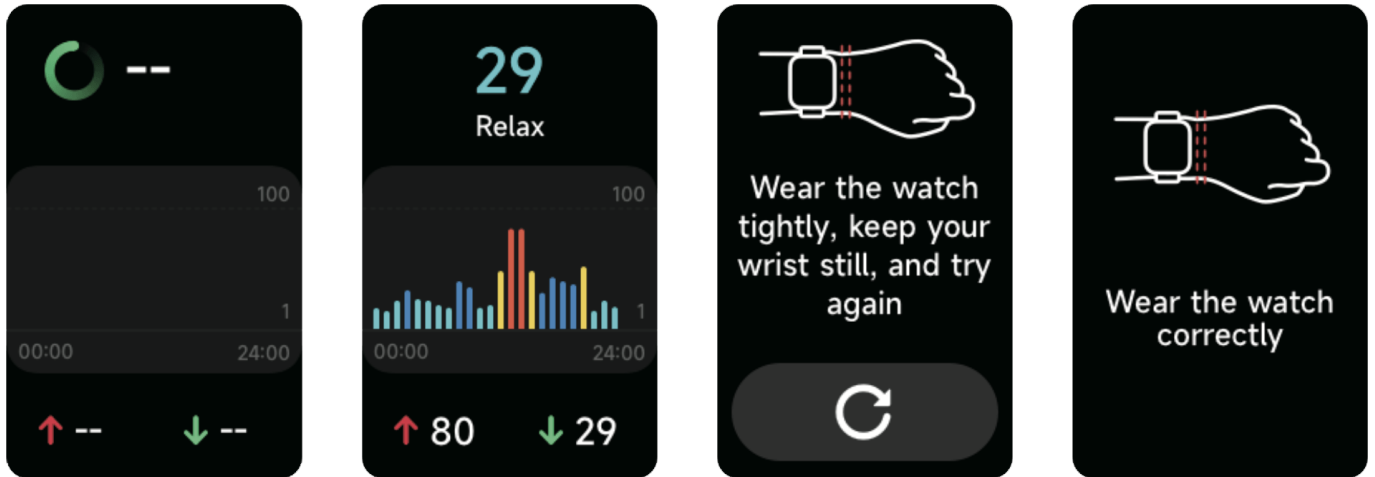 --
100
1
00:00 24:00
-- --
29
Relax
100
1
00:00 24:00
80 29
Wear the watch
tightly, keep your
wrist still, and try
again
Wear the watch
correctly